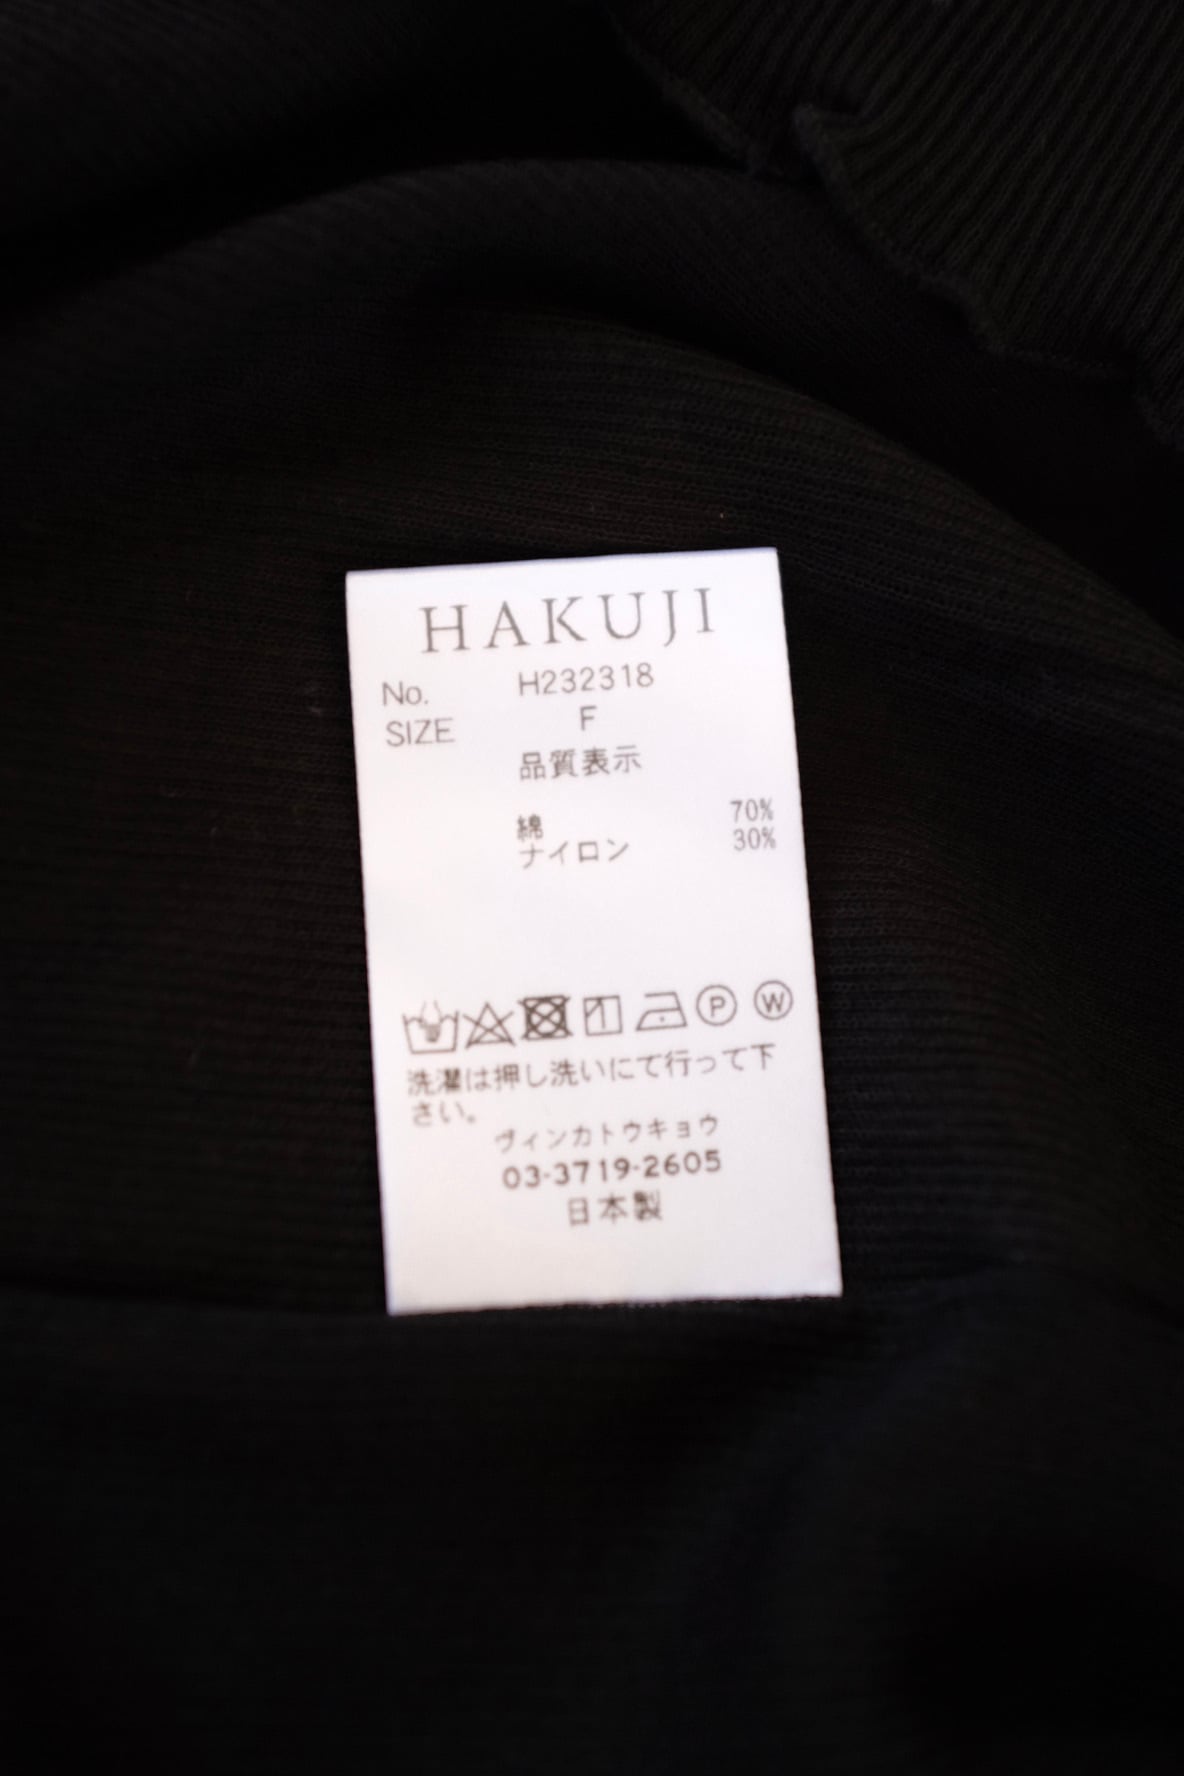 HAKUJI
No. H232318
SIZE F
品質表示
綿 70%
ナイロン 30%
P W
洗濯は押し洗いにて行って下
さい。
ヴィンカトウキョウ
03-3719-2605
日本製